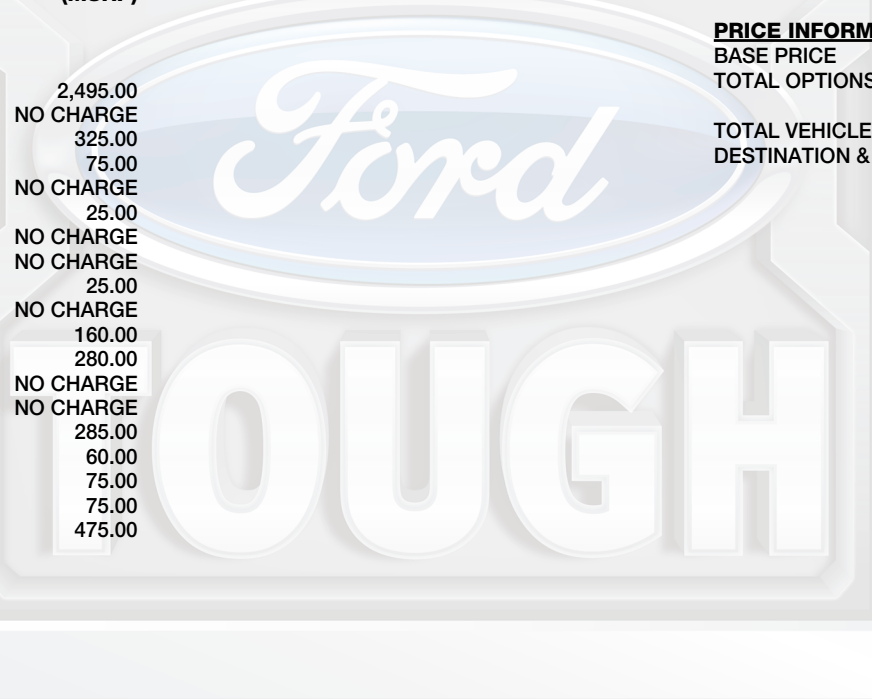 2,495.00
NO CHARGE
325.00
75.00
NO CHARGE
25.00
NO CHARGE
NO CHARGE
25.00
NO CHARGE
160.00
280.00
NO CHARGE
NO CHARGE
285.00
60.00
75.00
75.00
475.00
PRICE INFORM
BASE PRICE
TOTAL OPTIONS
TOTAL VEHICLE
DESTINATION &
Ford
TOUGH